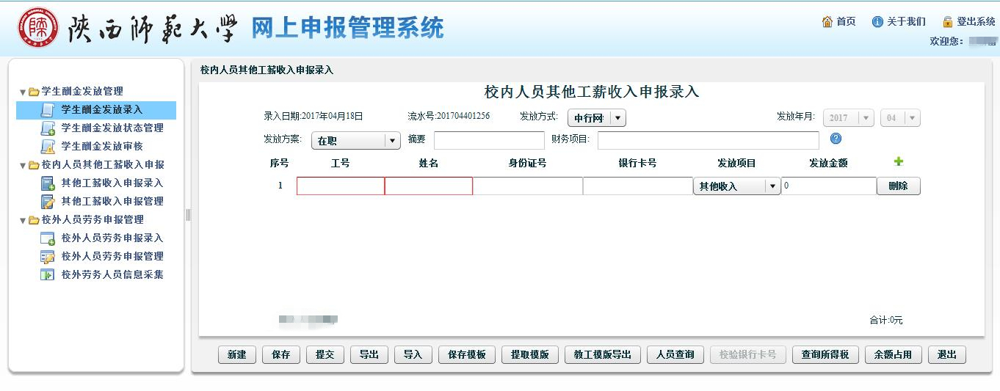 陕西师范大学 网上申报管理系统
首页 关于我们 登出系统
欢迎您:
学生酬金发放管理
学生酬金发放录入
学生酬金发放状态管理
学生酬金发放审核
校内人员其他工薪收入申报
其他工薪收入申报录入
其他工薪收入申报管理
校外人员劳务申报管理
校外人员劳务申报录入
校外人员劳务申报管理
校外劳务人员信息采集
校内人员其他工薪收入申报录入
校内人员其他工薪收入申报录入
录入日期:2017年04月18日 流水号:201704401256 发放方式: 中行网 发放年月: 2017 04
发放方案: 在职 摘要 财务项目:
序号 工号 姓名 身份证号 银行卡号 发放项目 发放金额
1 其他收入 0 删除
合计:0元
新建 保存 提交 导出 导入 保存模板 提取模版 教工模版导出 人员查询 校验银行卡号 查询所得税 余额占用 退出